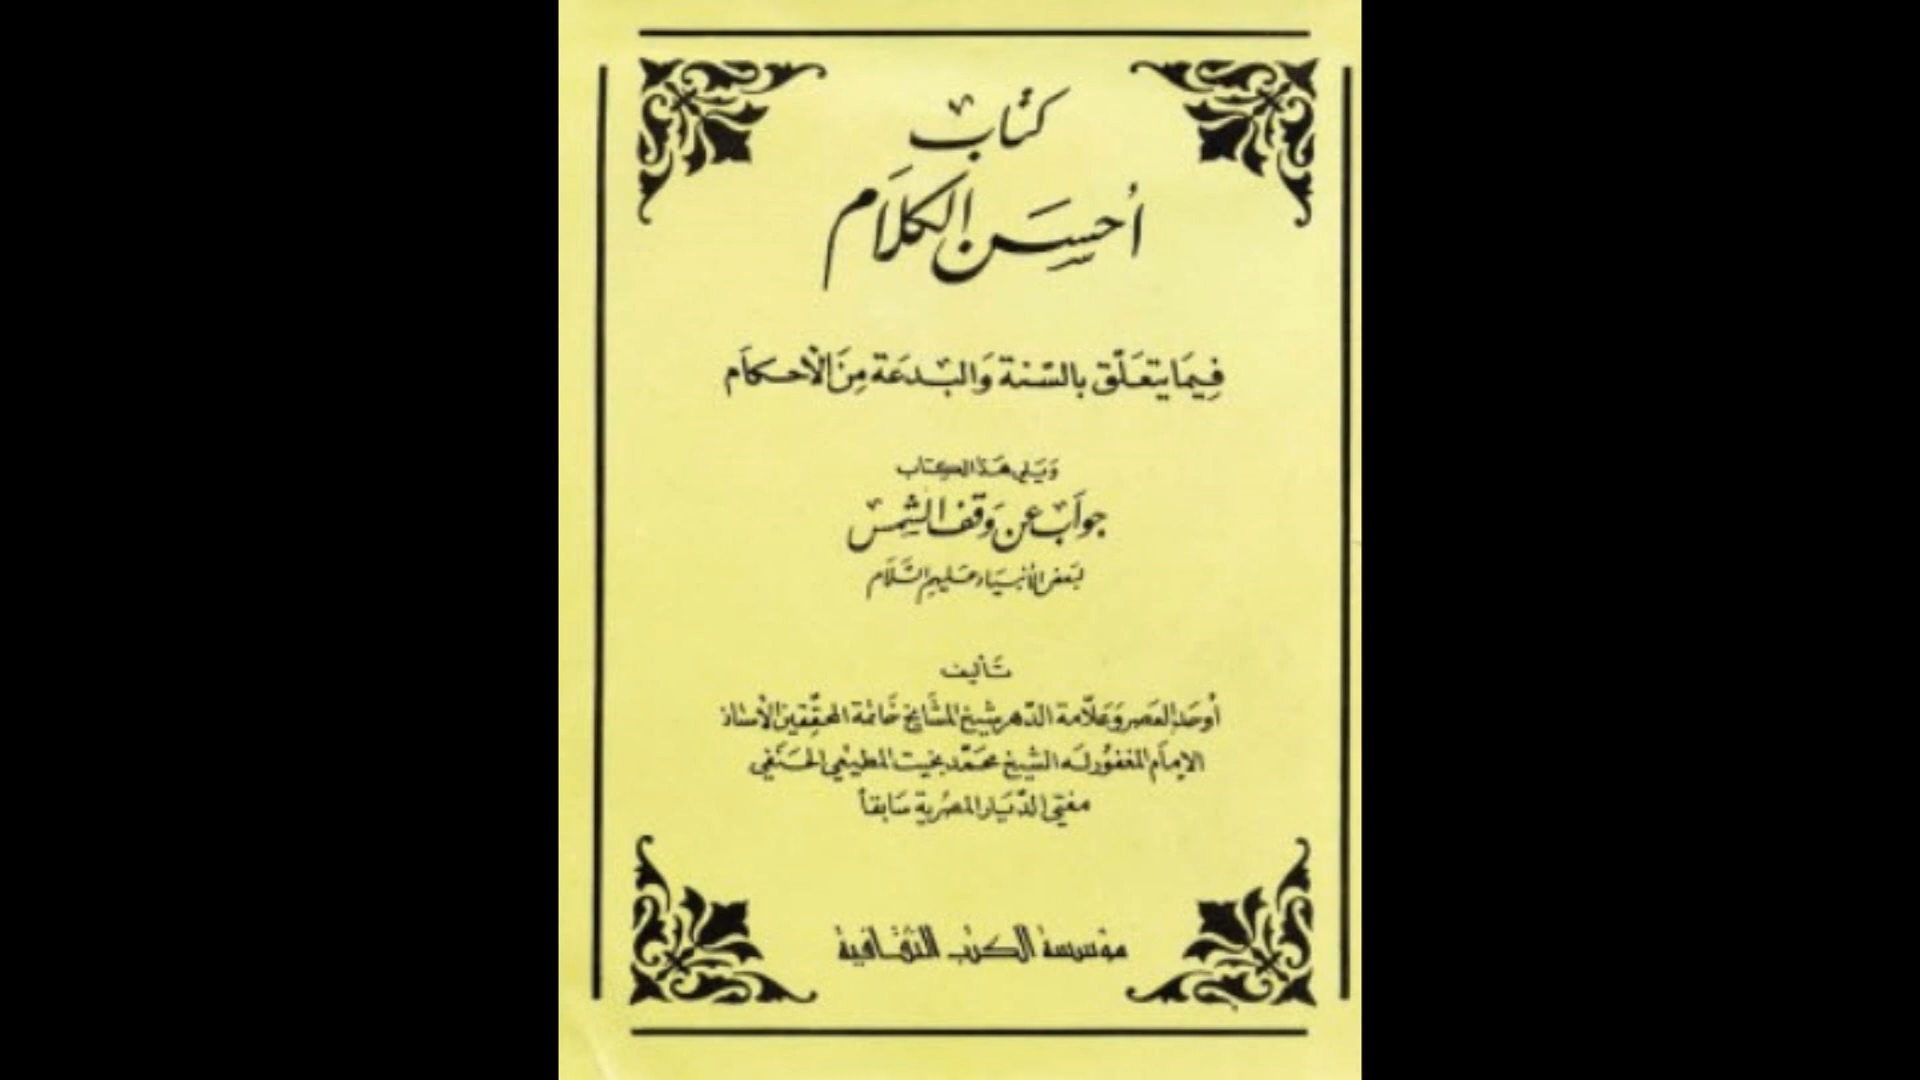 كتاب
أحسن الكلام
فيما يتعلق بالسنة والبدعة من الأحكام
ويلي هذا الكتاب
جواب عن وقف الشمس
لبعض الأنبياء عليهم السلام
تأليف
أوحد العصر وعلامة الدهر شيخ المشايخ خاتمة المحققين الأستاذ
الإمام المغفور له الشيخ محمد بخيت المطيعي الحنفي
مفتي الديار المصرية سابقاً
مؤسسة الكتب الثقافية